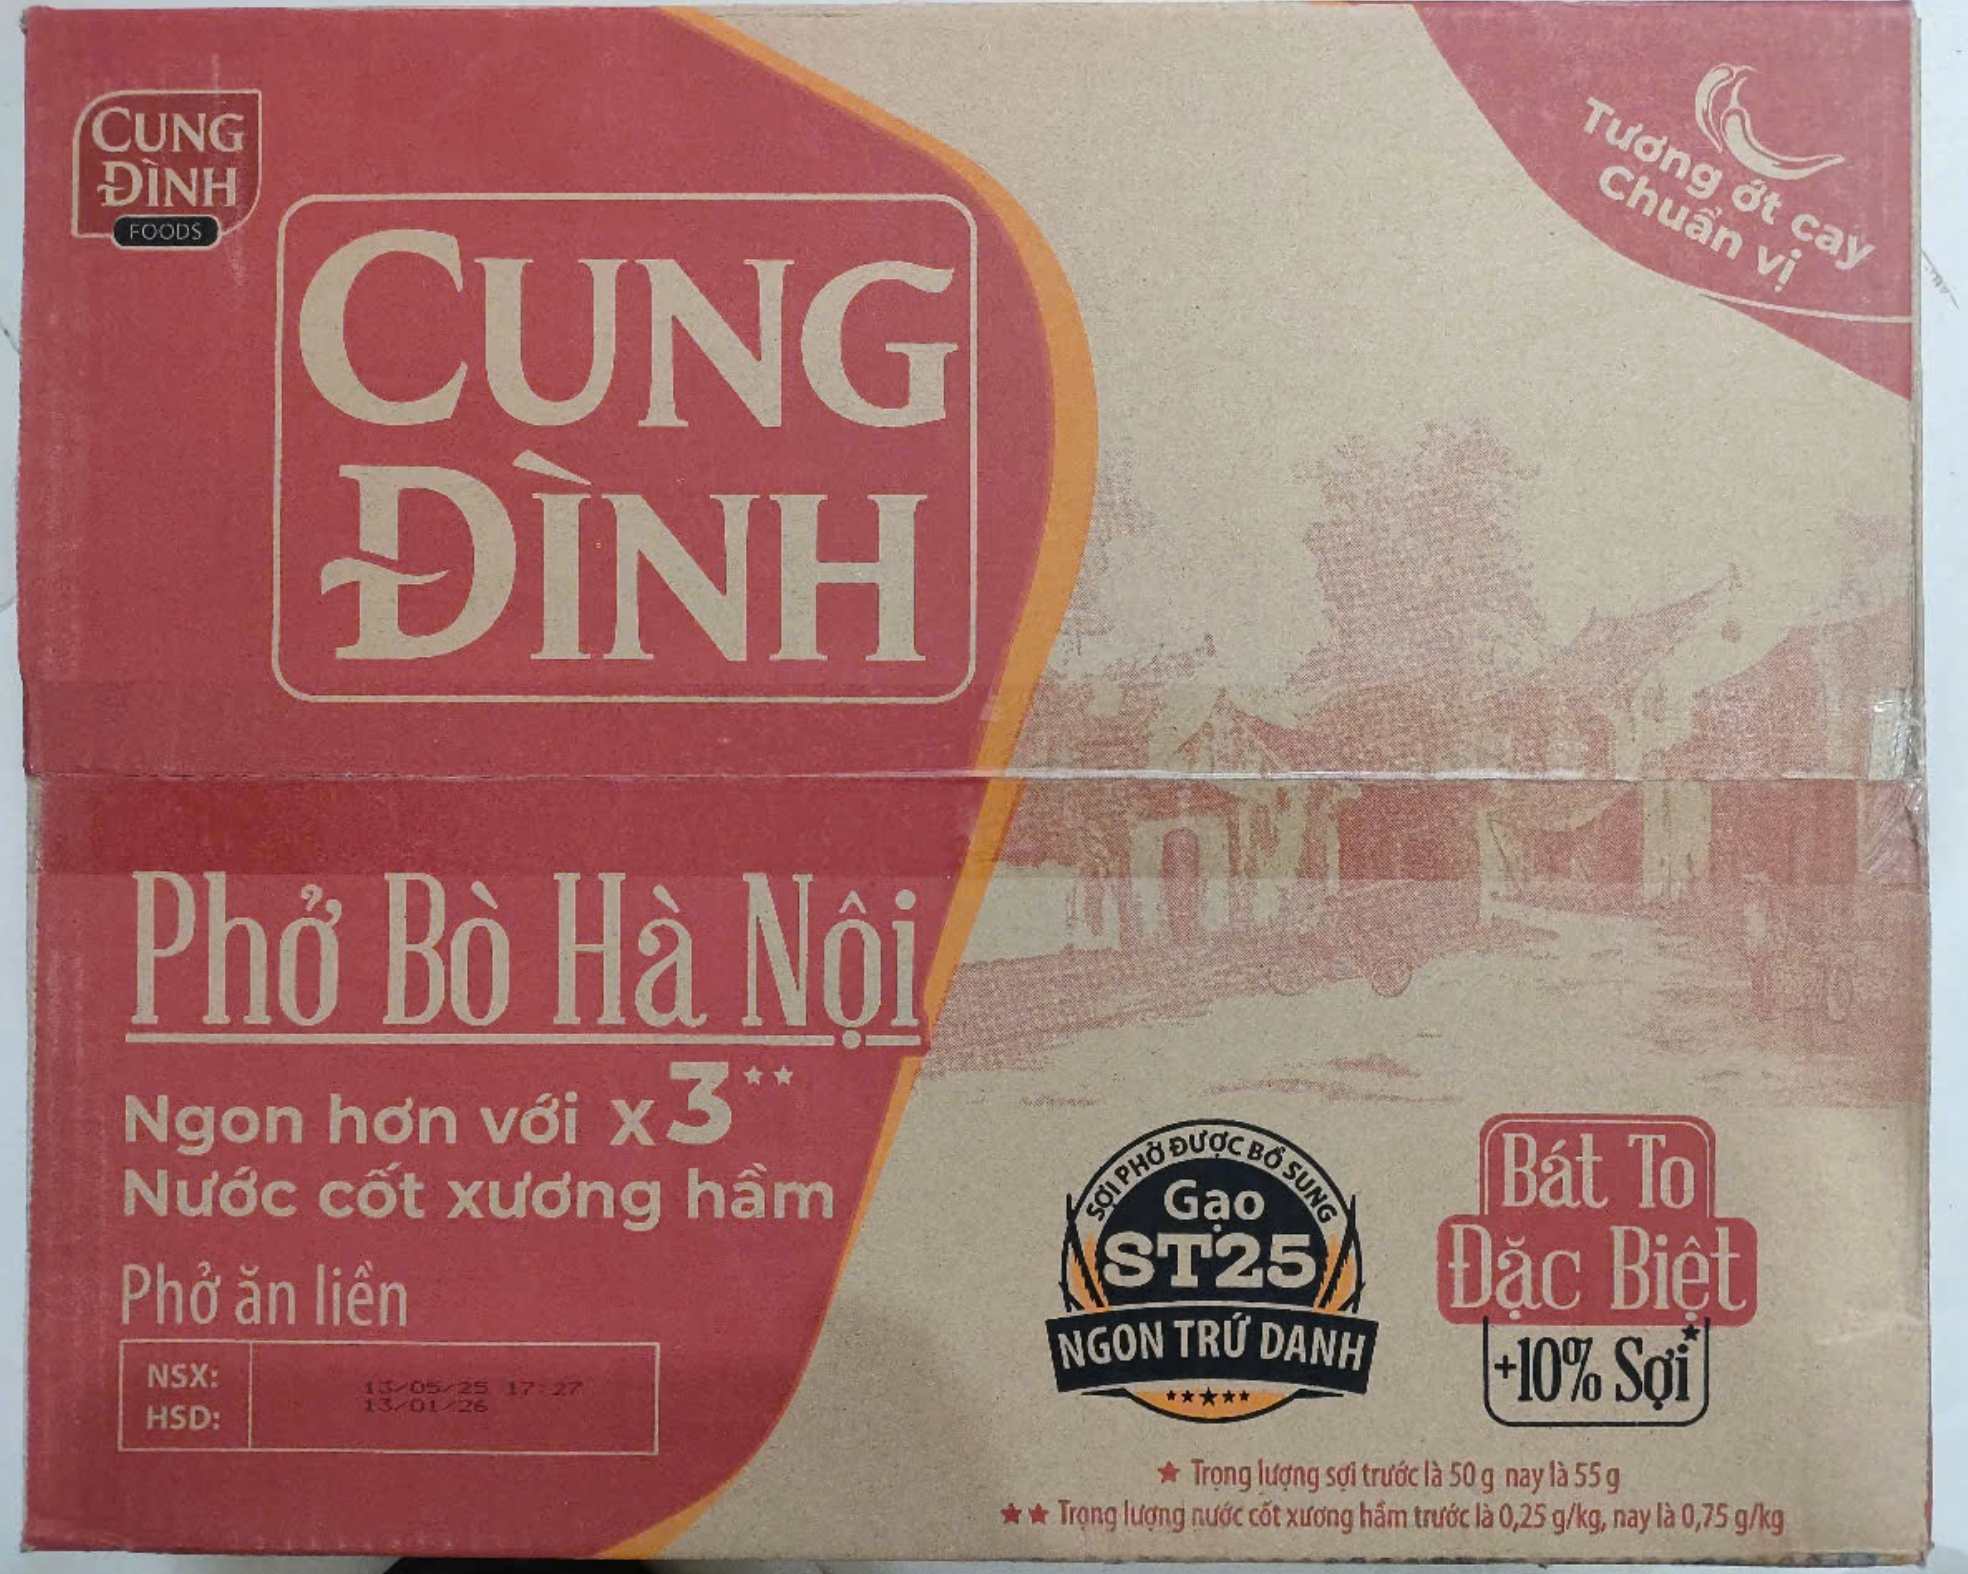 CUNG
ĐÌNH
FOODS
Tương ớt cay
Chuẩn vị
CUNG
ĐÌNH
Phở Bò Hà Nội
Ngon hơn với x3**
Nước cốt xương hầm
Phở ăn liền
NSX: 13/05/25 17:27
HSD: 13/01/26
SỢI PHỞ ĐƯỢC BỔ SUNG
Gạo
ST25
NGON TRỨ DANH
Bát To
Đặc Biệt
+10% Sợi*
★ Trọng lượng sợi trước là 50 g nay là 55 g
★★ Trọng lượng nước cốt xương hầm trước là 0,25 g/kg, nay là 0,75 g/kg